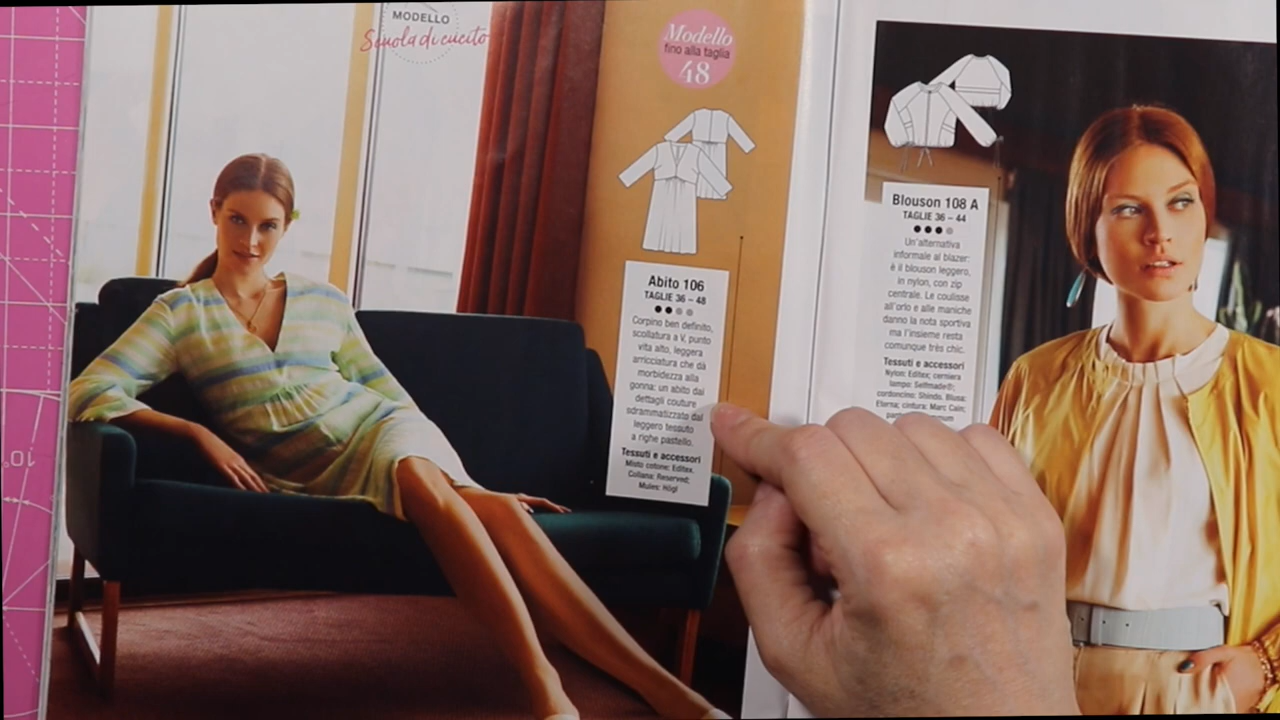 MODELLO
Scuola di cucito
Modello
fino alla taglia
48
Abito 106
TAGLIE 36 – 48
Corpino ben definito,
scollatura a V, punto
vita alto, leggera
arricciatura che dà
morbidezza alla
gonna: un abito dai
dettagli couture
sdrammatizzato dal
leggero tessuto
a righe pastello.
Tessuti e accessori
Misto cotone: Editex.
Collana: Reserved;
Mules: Högl
Blouson 108 A
TAGLIE 36 – 44
Un'alternativa
informale al blazer:
è il blouson leggero,
in nylon, con zip
centrale. Le coulisse
all'orlo e alle maniche
danno la nota sportiva
ma l'insieme resta
comunque très chic.
Tessuti e accessori
Nylon: Editex; cerniera
lampo: Selfmade®;
cordoncino: Shindo. Blusa:
Eterna; cintura: Marc Cain;
10°